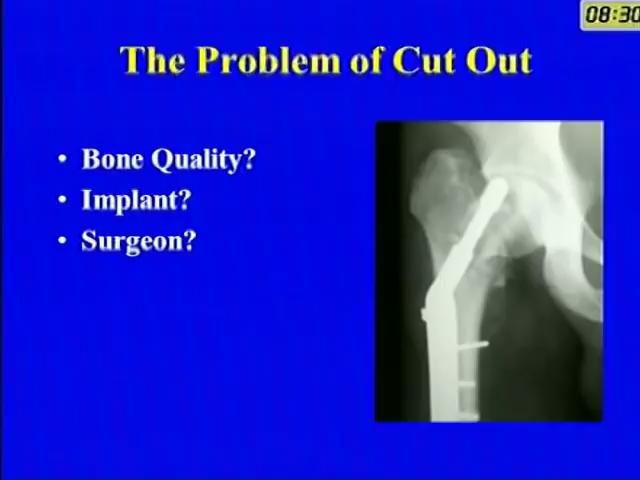 08:30
The Problem of Cut Out
• Bone Quality?
• Implant?
• Surgeon?